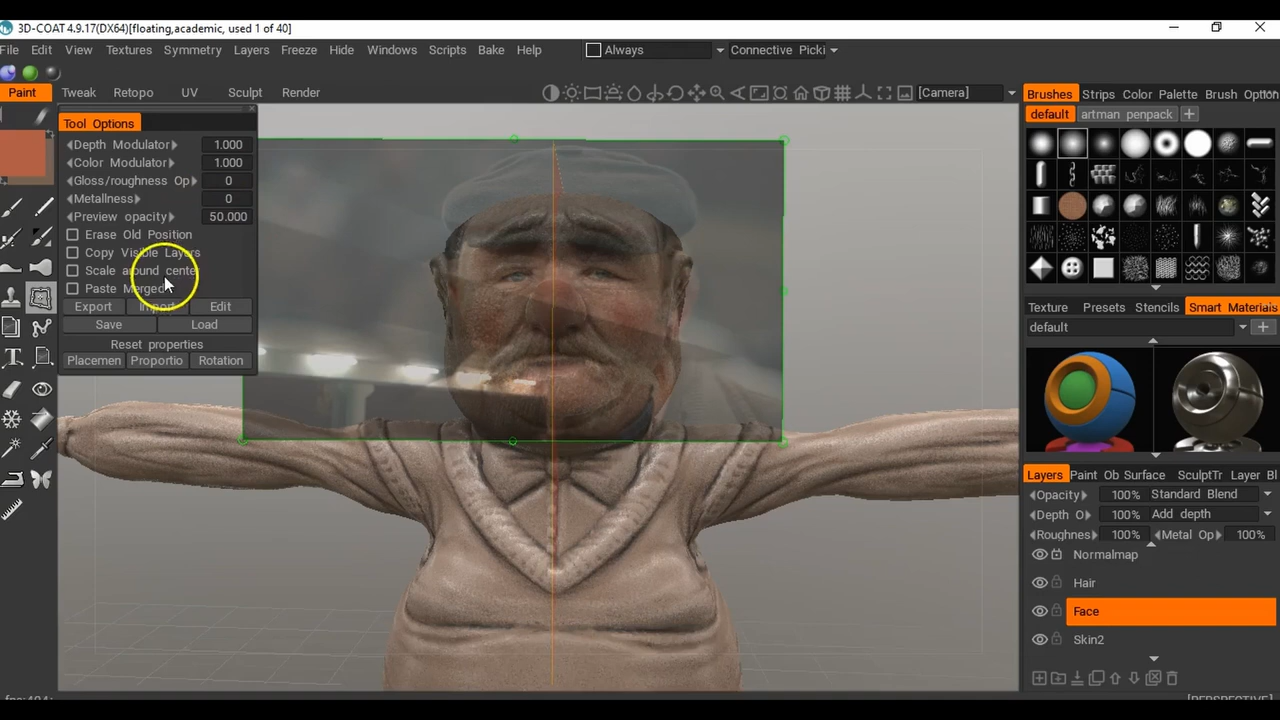 3D-COAT 4.9.17(DX64)[floating,academic, used 1 of 40]
File Edit View Textures Symmetry Layers Freeze Hide Windows Scripts Bake Help Always Connective Picki
Paint Tweak Retopo UV Sculpt Render [Camera]
Tool Options
Depth Modulator 1.000
Color Modulator 1.000
Gloss/roughness Op 0
Metallness 0
Preview opacity 50.000
Erase Old Position
Copy Visible Layers
Scale around center
Paste Merged
Export Import Edit
Save Load
Reset properties
Placemen Proportio Rotation
Brushes Strips Color Palette Brush Option
default artman penpack
Texture Presets Stencils Smart Materials
default
Layers Paint Ob Surface SculptTr Layer Bl
Opacity 100% Standard Blend
Depth O 100% Add depth
Roughnes 100% Metal Op 100%
Normalmap
Hair
Face
Skin2